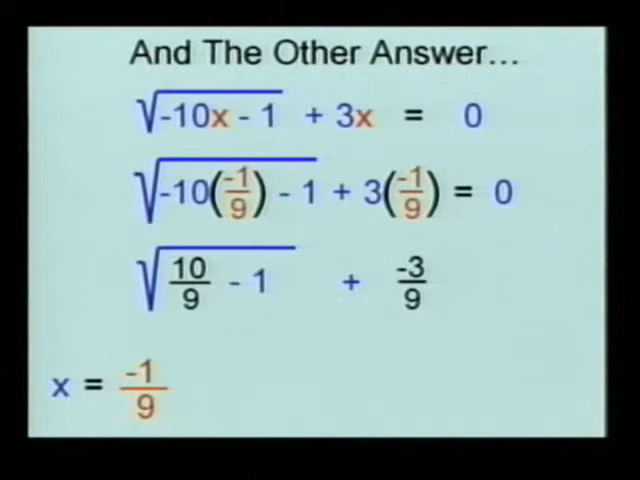 And The Other Answer...
√-10x - 1 + 3x = 0
√-10(-1/9) - 1 + 3(-1/9) = 0
√10/9 - 1 + -3/9
x = -1/9